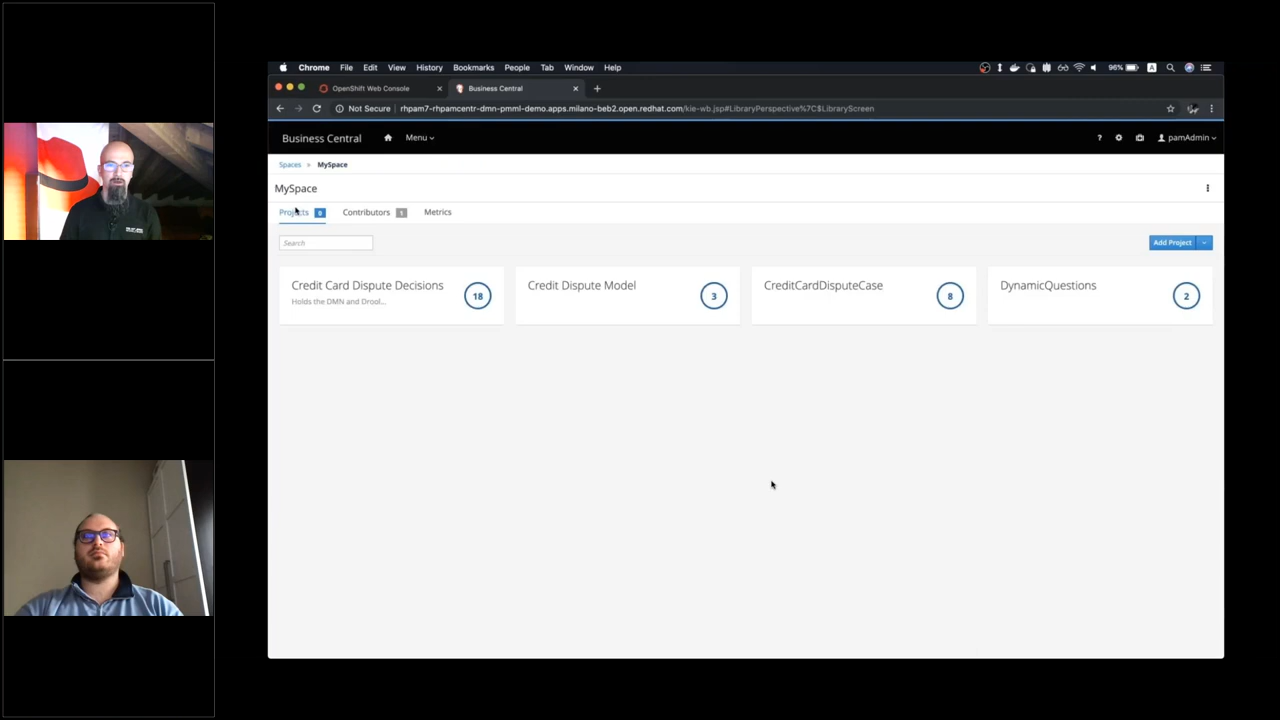 Chrome File Edit View History Bookmarks People Tab Window Help 96% A
OpenShift Web Console Business Central
Not Secure rhpam7-rhpamcentr-dmn-pmml-demo.apps.milano-beb2.open.redhat.com/kie-wb.jsp#LibraryPerspective%7C$LibraryScreen
Business Central Menu ? pamAdmin
Spaces » MySpace
MySpace
Projects 9 Contributors 1 Metrics
Search Add Project
Credit Card Dispute Decisions 18 Credit Dispute Model 3 CreditCardDisputeCase 8 DynamicQuestions 2
Holds the DMN and Drool...